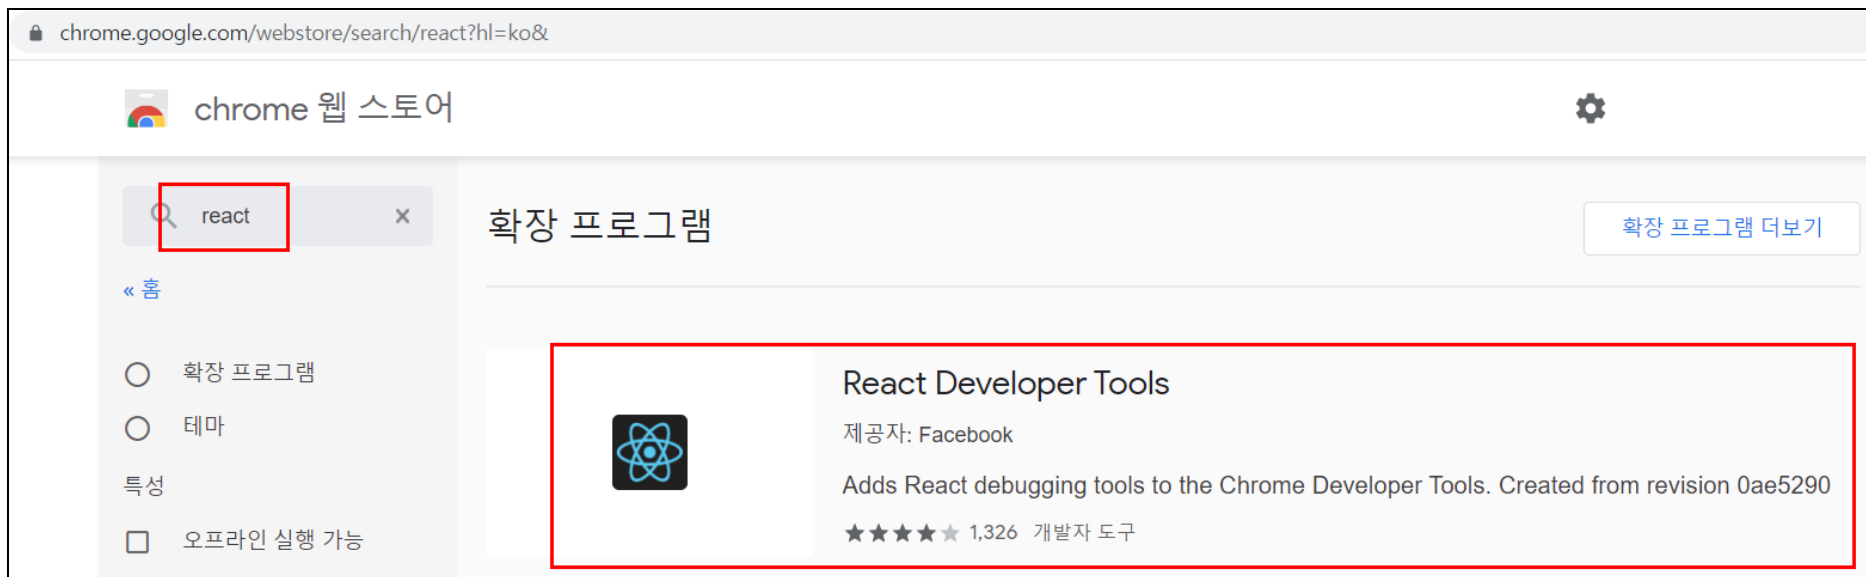 chrome.google.com/webstore/search/react?hl=ko&
chrome 웹 스토어
react
« 홈
확장 프로그램
테마
특성
오프라인 실행 가능
확장 프로그램
확장 프로그램 더보기
React Developer Tools
제공자: Facebook
Adds React debugging tools to the Chrome Developer Tools. Created from revision 0ae5290
1,326 개발자 도구